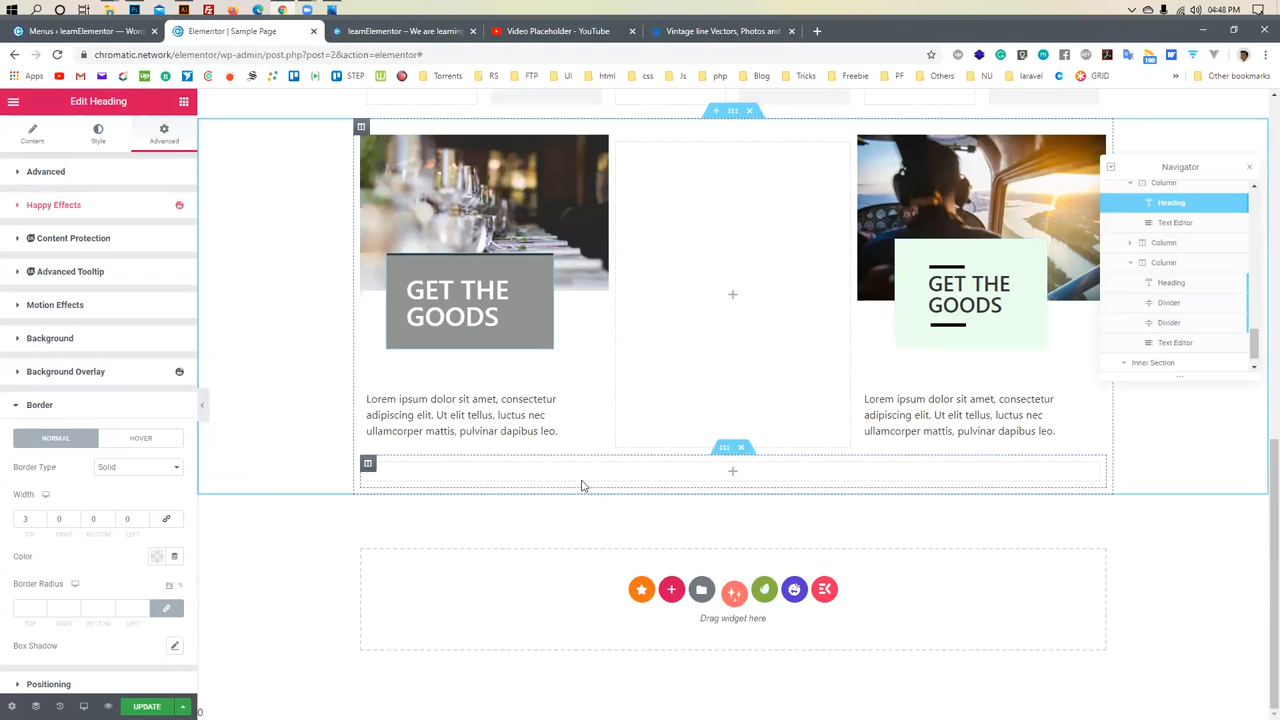 04:48 PM
Menus ‹ learnElementor — Wor
Elementor | Sample Page
learnElementor – We are learning
Video Placeholder - YouTube
Vintage line Vectors, Photos and
chromatic.network/elementor/wp-admin/post.php?post=2&action=elementor#
Apps
STEP
Torrents
RS
FTP
UI
html
css
Js
php
Blog
Tricks
Freebie
PF
Others
NU
laravel
GRID
»
Other bookmarks
Edit Heading
Content
Style
Advanced
Advanced
Happy Effects
Content Protection
Advanced Tooltip
Motion Effects
Background
Background Overlay
Border
NORMAL
HOVER
Border Type
Solid
Width
3 0 0 0
TOP RIGHT BOTTOM LEFT
Color
Border Radius
PX %
TOP RIGHT BOTTOM LEFT
Box Shadow
Positioning
UPDATE
GET THE
GOODS
Lorem ipsum dolor sit amet, consectetur
adipiscing elit. Ut elit tellus, luctus nec
ullamcorper mattis, pulvinar dapibus leo.
GET THE
GOODS
Lorem ipsum dolor sit amet, consectetur
adipiscing elit. Ut elit tellus, luctus nec
ullamcorper mattis, pulvinar dapibus leo.
Drag widget here
Navigator
Column
Heading
Text Editor
Column
Column
Heading
Divider
Divider
Text Editor
Inner Section